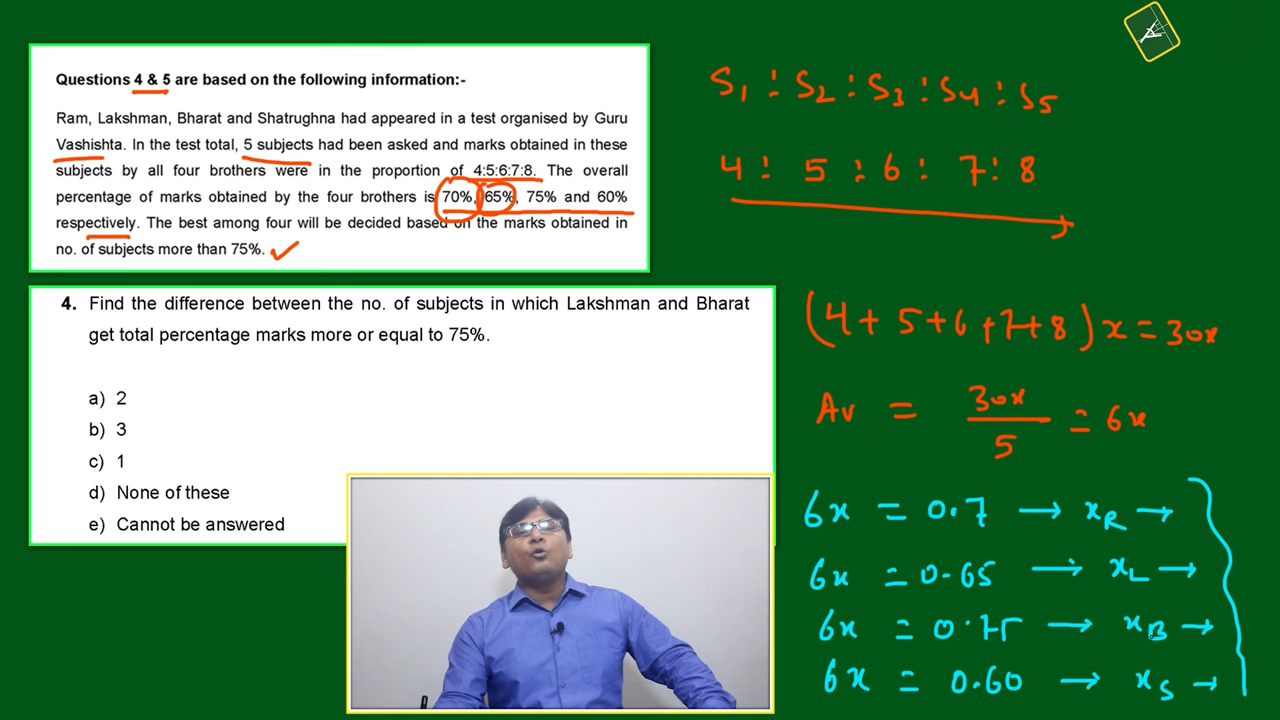 Questions 4 & 5 are based on the following information:-
Ram, Lakshman, Bharat and Shatrughna had appeared in a test organised by Guru
Vashishta. In the test total, 5 subjects had been asked and marks obtained in these
subjects by all four brothers were in the proportion of 4:5:6:7:8. The overall
percentage of marks obtained by the four brothers is 70%, 65%, 75% and 60%
respectively. The best among four will be decided based on the marks obtained in
no. of subjects more than 75%.
4. Find the difference between the no. of subjects in which Lakshman and Bharat
get total percentage marks more or equal to 75%.
a) 2
b) 3
c) 1
d) None of these
e) Cannot be answered
S1 : S2 : S3 : S4 : S5
4 : 5 : 6 : 7 : 8
(4+5+6+7+8)x = 30x
Av = 30x/5 = 6x
6x = 0.7 → xR →
6x = 0.65 → xL →
6x = 0.75 → xB →
6x = 0.60 → xS →